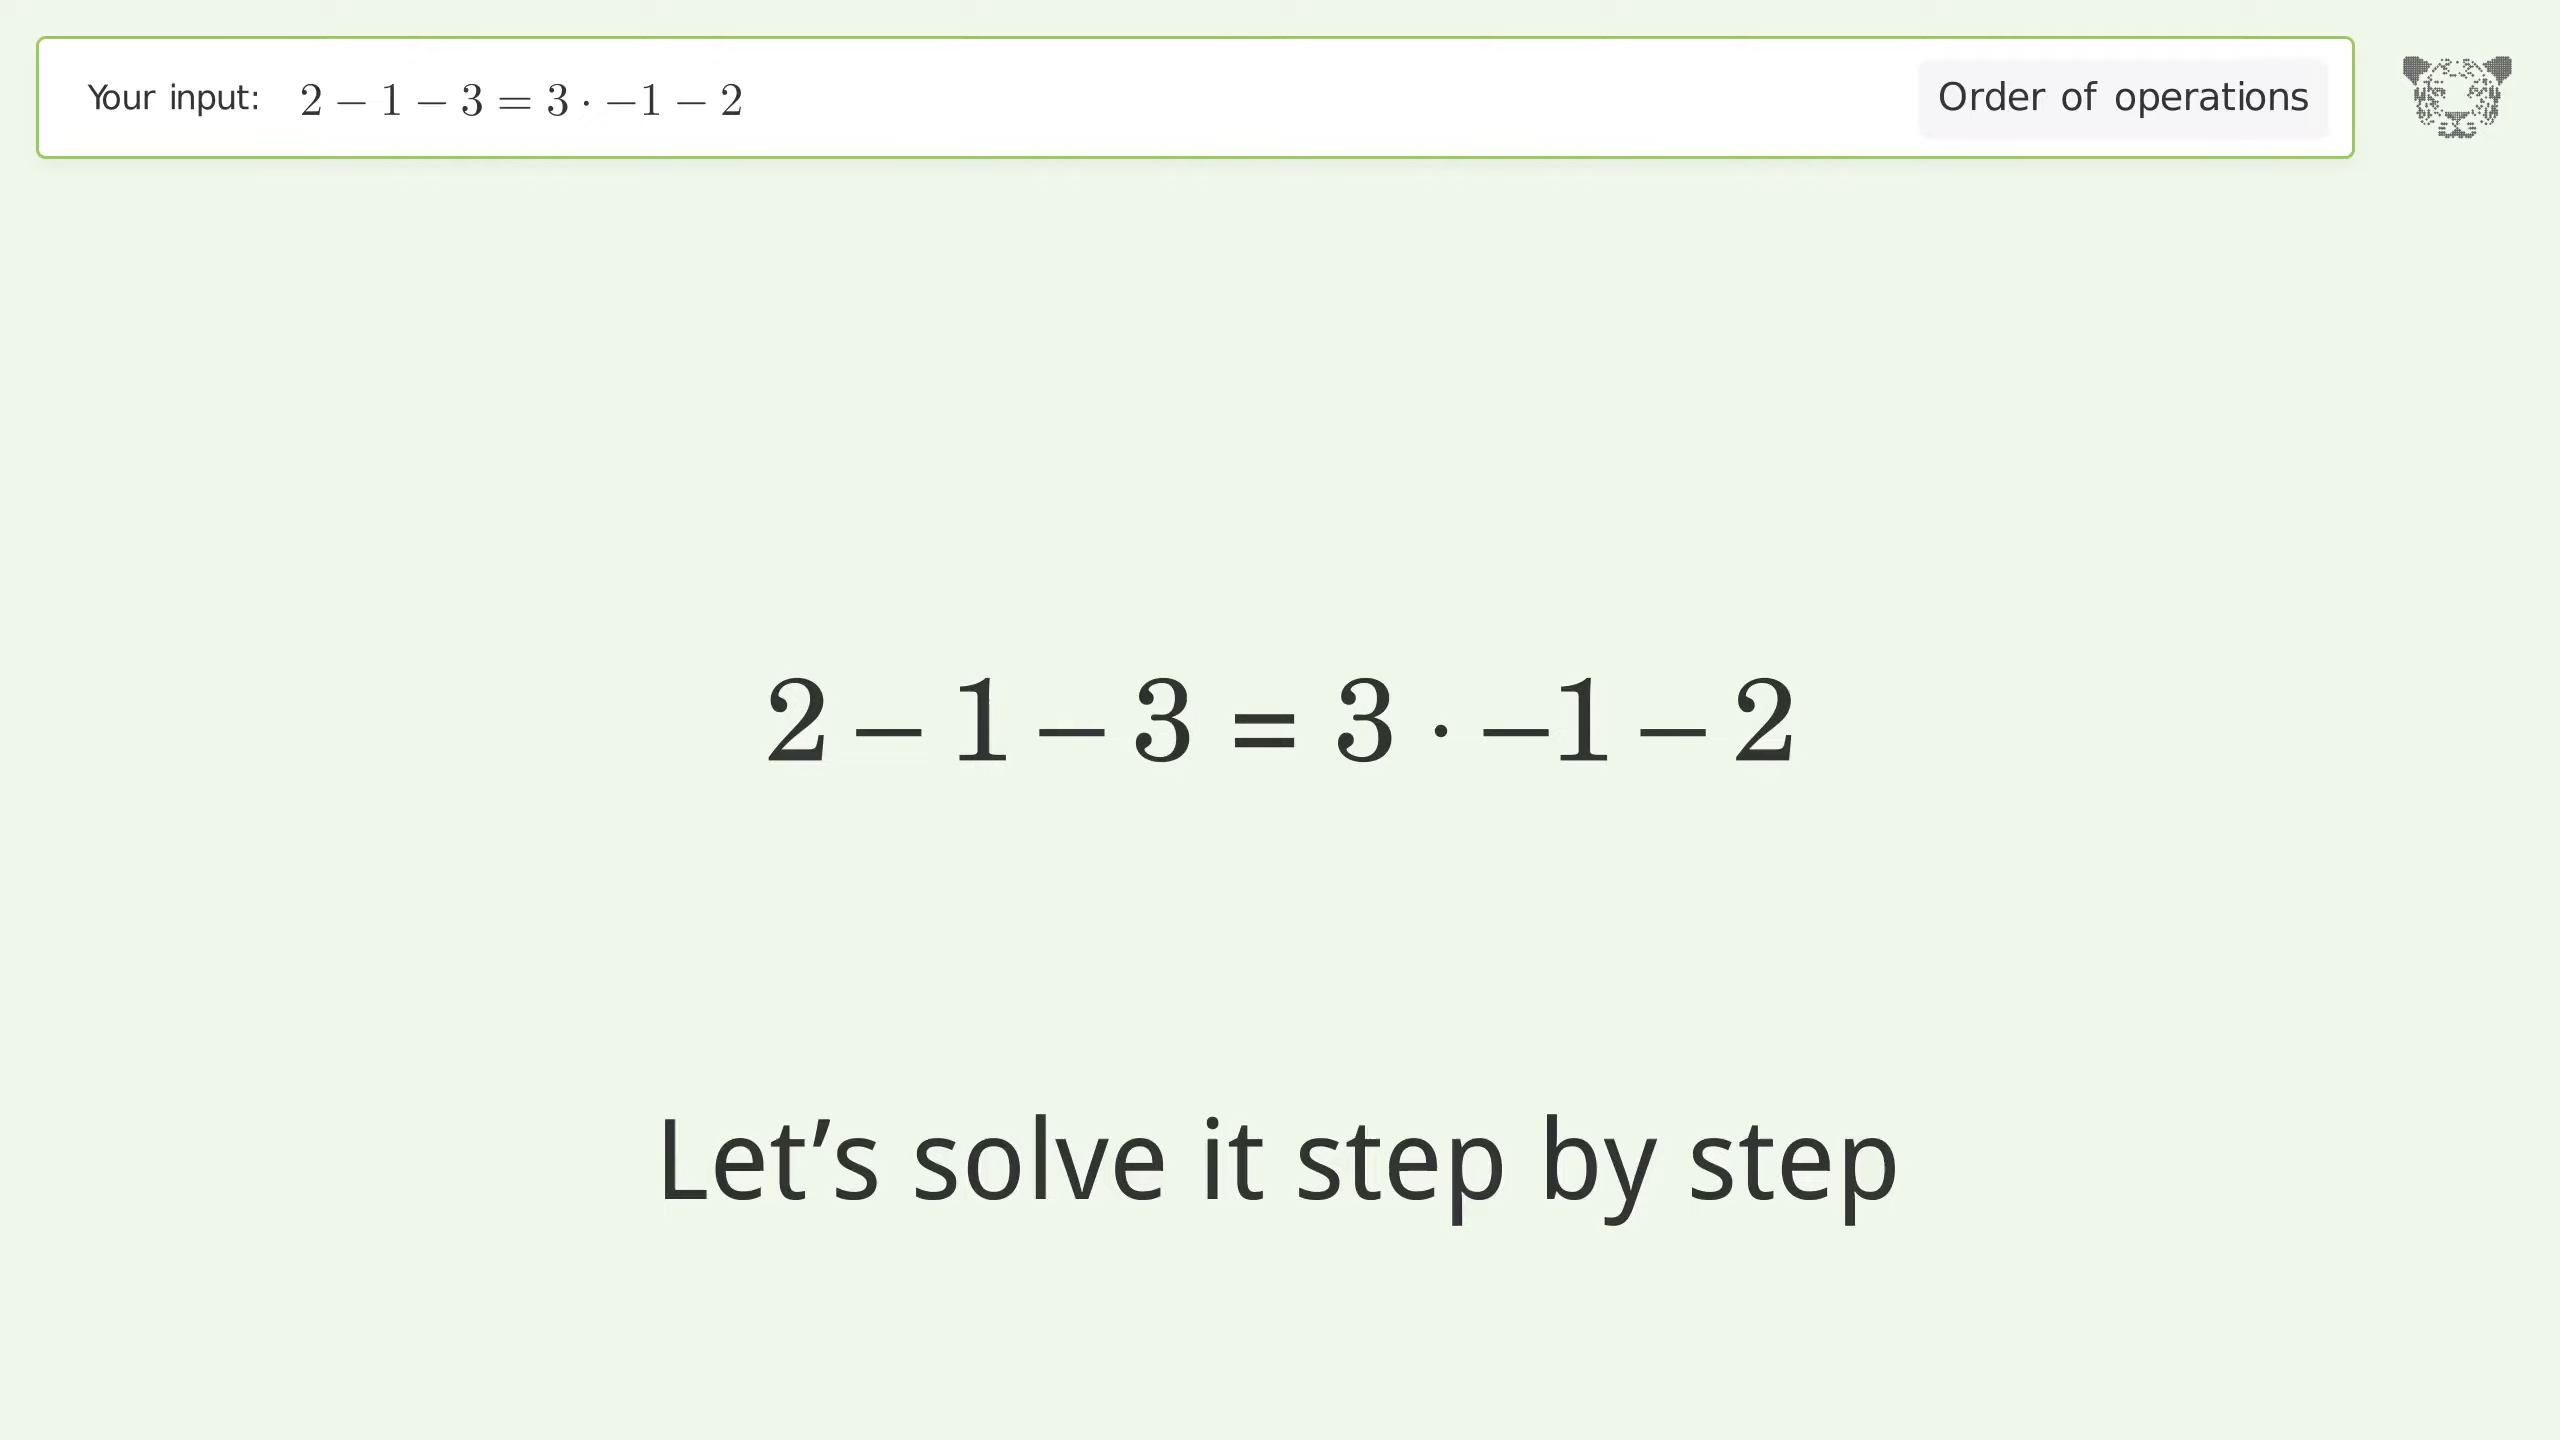 Your input: 2 − 1 − 3 = 3 · −1 − 2 Order of operations
2 − 1 − 3 = 3 · −1 − 2
Let’s solve it step by step